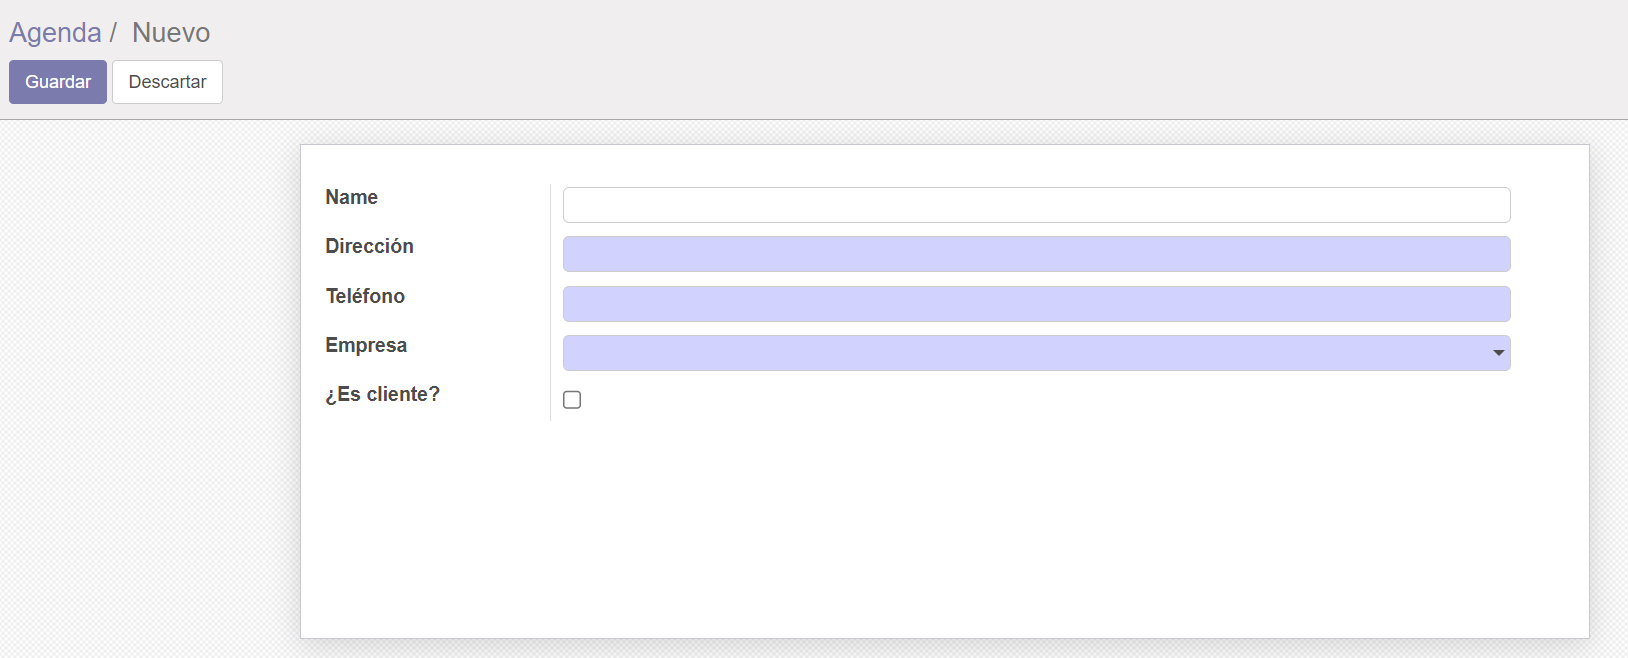 Agenda / Nuevo
Guardar Descartar
Name
Dirección
Teléfono
Empresa
¿Es cliente?